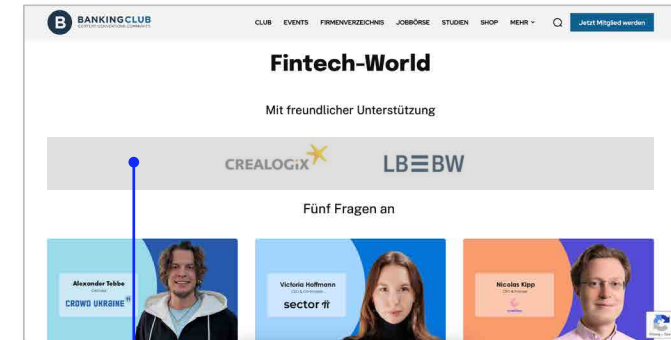 B BANKINGCLUB
CLUB EVENTS FIRMENVERZEICHNIS JOBBÖRSE STUDIEN SHOP MEHR Jetzt Mitglied werden
Fintech-World
Mit freundlicher Unterstützung
CREALOGIX LB☰BW
Fünf Fragen an
Alexander Tebbe
CROWD UKRAINE
Victoria Hoffmann
sector
Nicolas Kipp